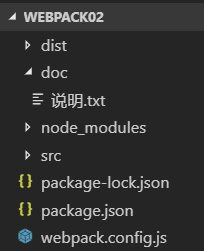 WEBPACK02
dist
doc
说明.txt
node_modules
src
package-lock.json
package.json
webpack.config.js